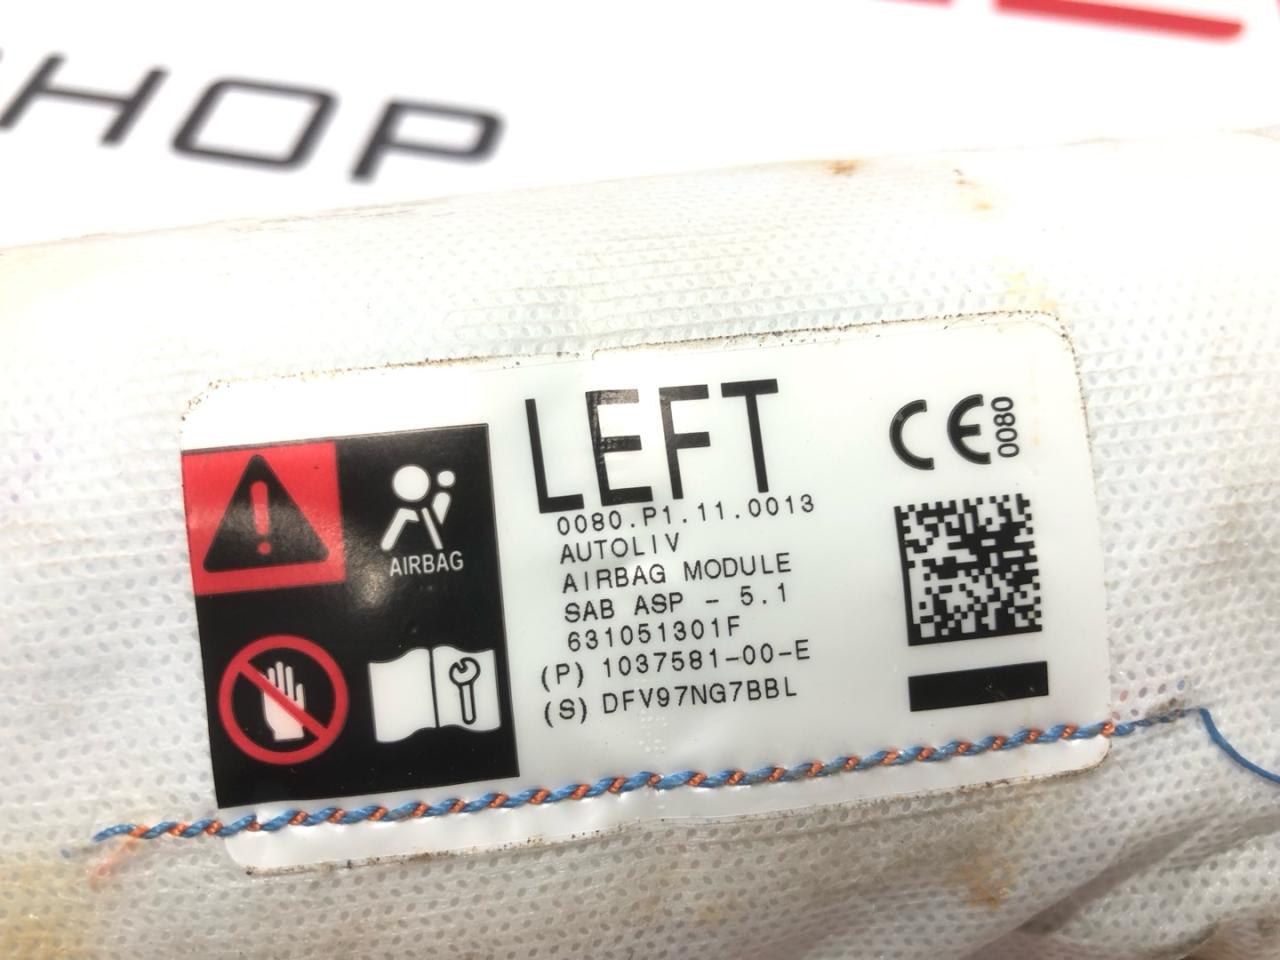 HOP
LEFT
CE 0080
0080.P1.11.0013
AUTOLIV
AIRBAG MODULE
SAB ASP - 5.1
631051301F
(P) 1037581-00-E
(S) DFV97NG7BBL
AIRBAG